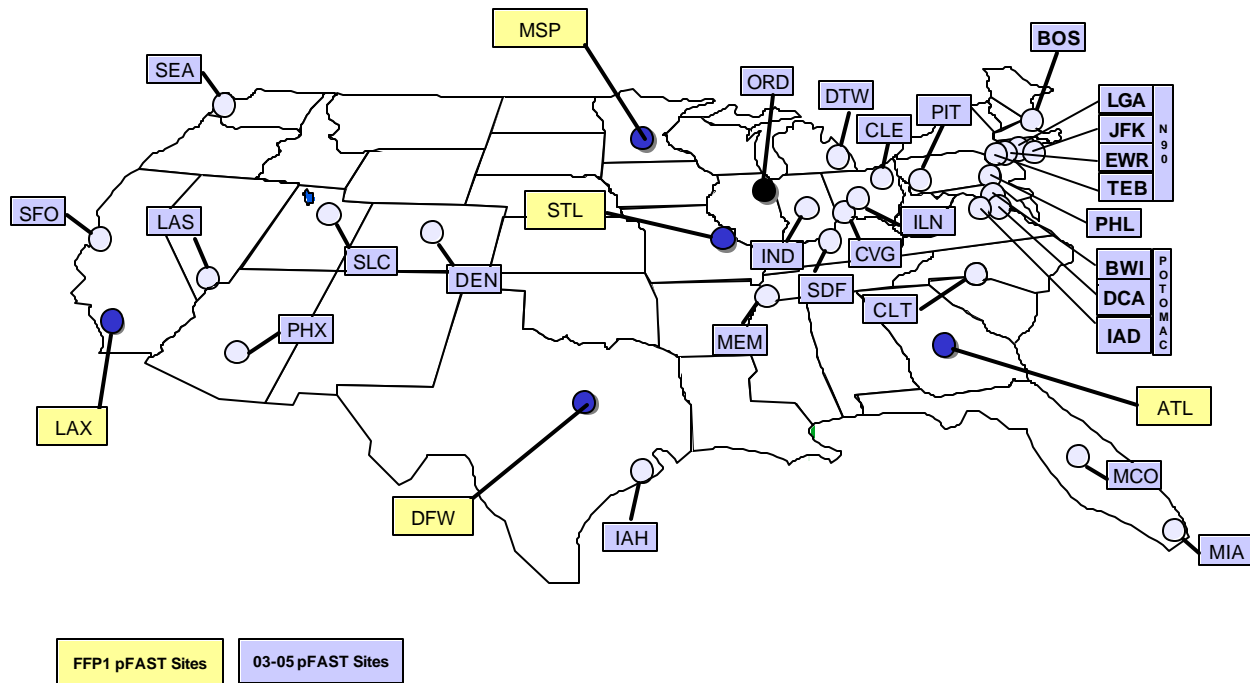 MSP
BOS
SEA
ORD
DTW
PIT
CLE
LGA
JFK
EWR
TEB
N90
SFO
LAS
STL
ILN
PHL
SLC
DEN
IND
CVG
SDF
BWI
DCA
IAD
POTOMAC
CLT
PHX
MEM
LAX
ATL
MCO
DFW
IAH
MIA
FFP1 pFAST Sites
03-05 pFAST Sites